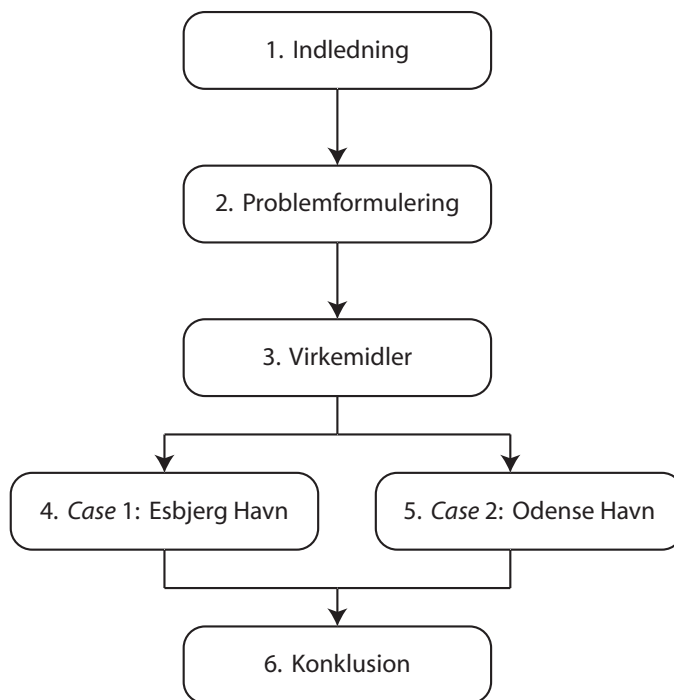 1. Indledning
2. Problemformulering
3. Virkemidler
4. Case 1: Esbjerg Havn
5. Case 2: Odense Havn
6. Konklusion